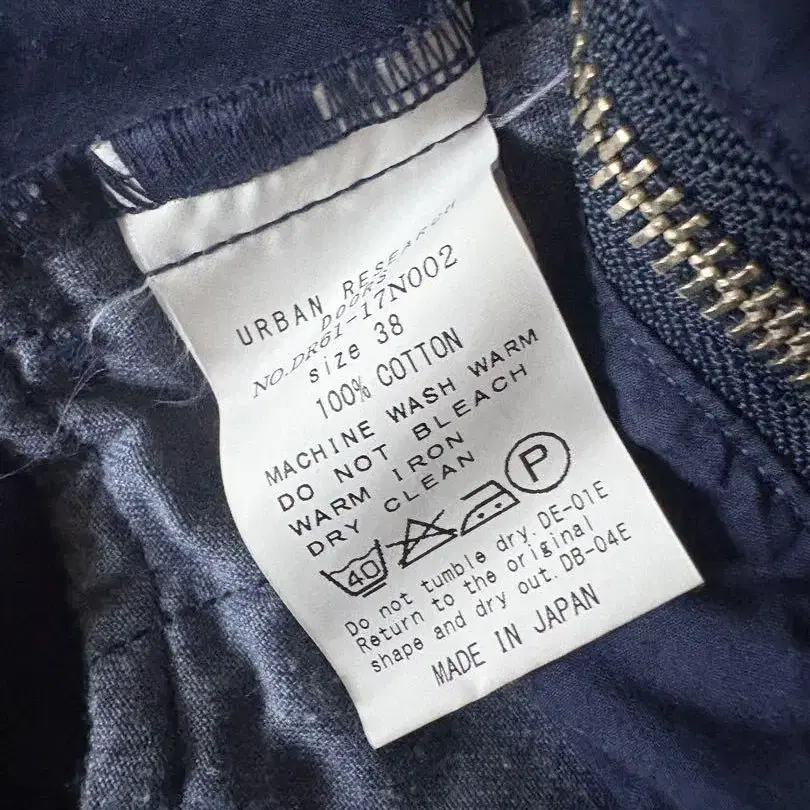 URBAN RESEARCH
DOORS
NO.DR61-17N002
size 38
100% COTTON
MACHINE WASH WARM
DO NOT BLEACH
WARM IRON
DRY CLEAN
40 P
Do not tumble dry. DE-01E
Return to the original
shape and dry out. DB-04E
MADE IN JAPAN